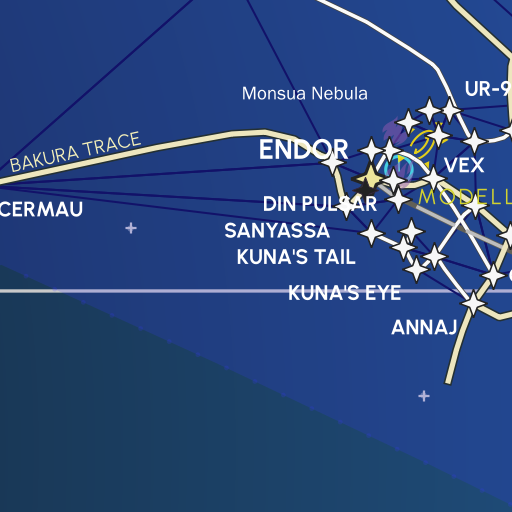 UR-9
Monsua Nebula
BAKURA TRACE
ENDOR
VEX
MODELL
CERMAU
DIN PULSAR
SANYASSA
KUNA'S TAIL
KUNA'S EYE
ANNAJ